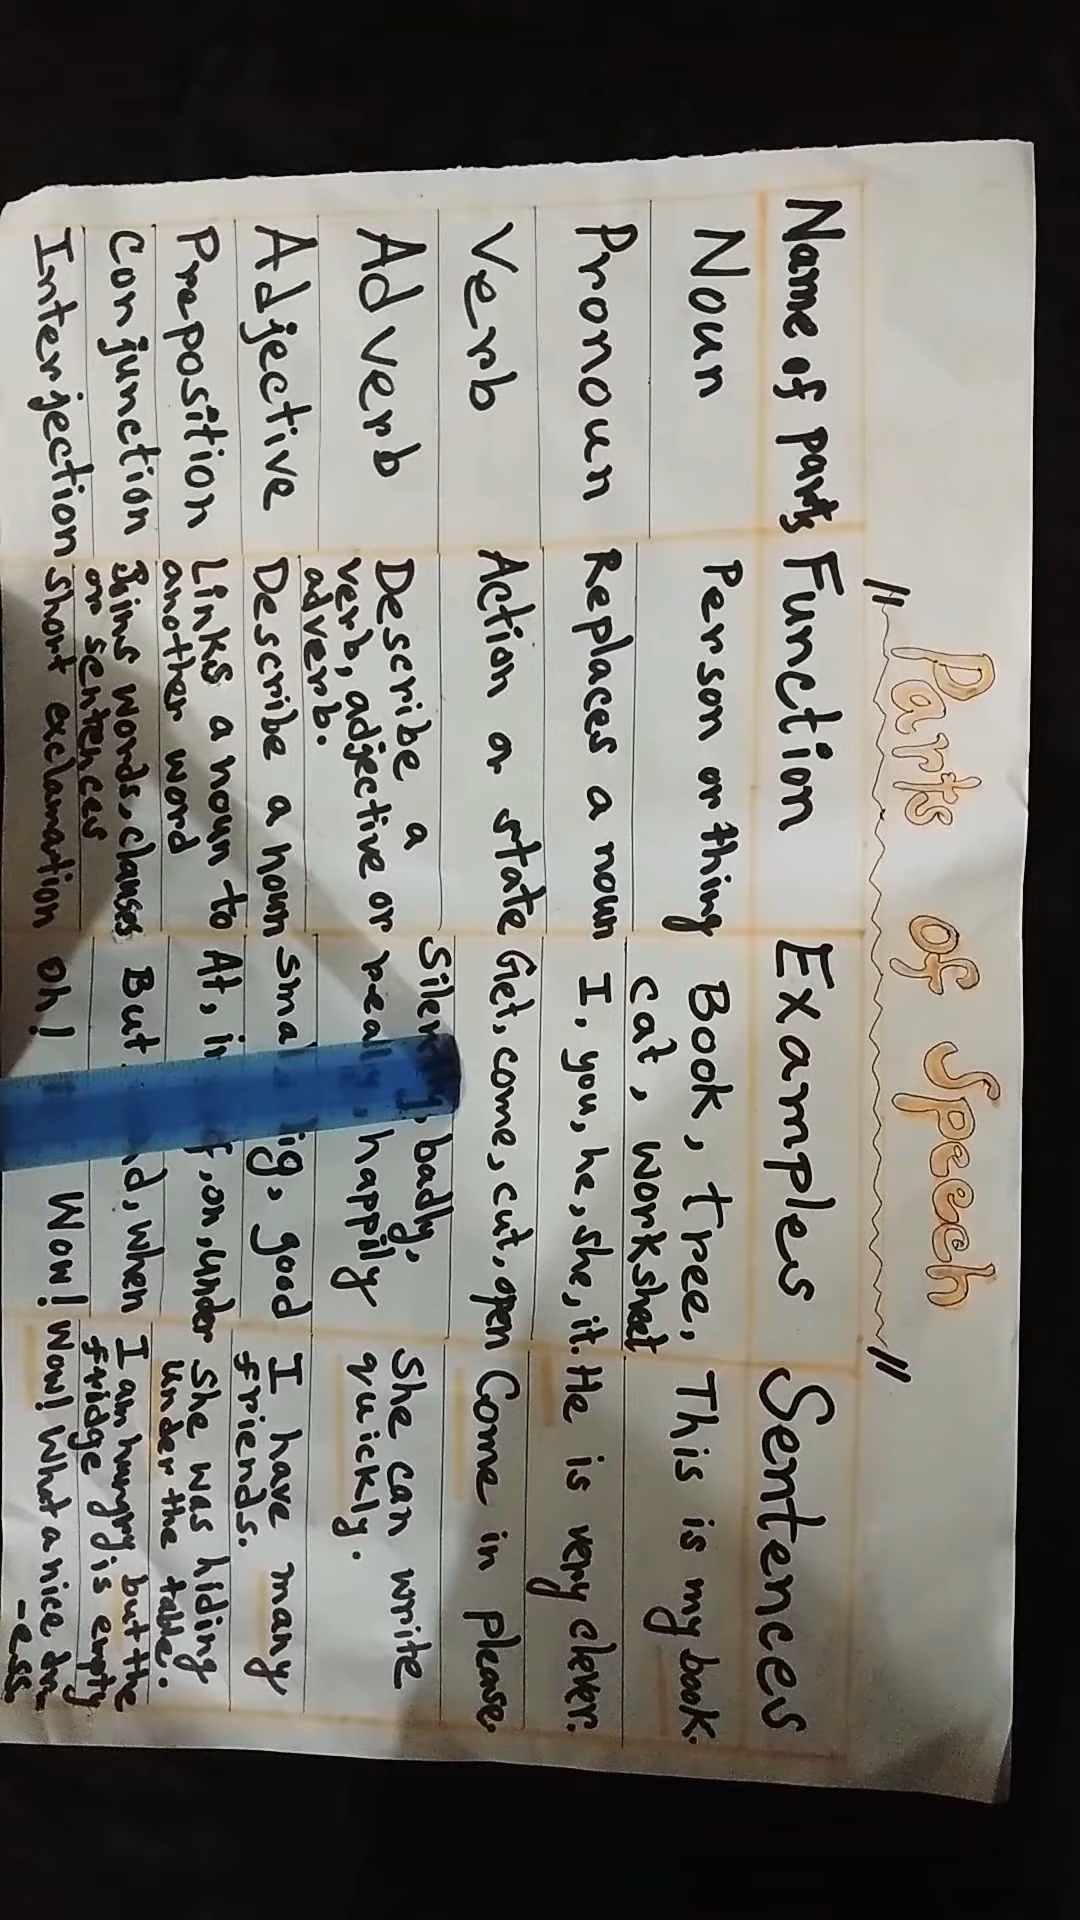 "Parts of Speech"
Name of parts Function Examples Sentences
Noun Person or thing Book, tree, This is my book.
cat, worksheet
Pronoun Replaces a noun I, you, he, she, it. He is very clever.
Verb Action or state Get, come, cut, open Come in please.
Adverb Describe a verb, adjective or adverb. badly, happily She can write quickly.
Adjective Describe a noun good I have many friends.
Preposition Links a noun to another word At, on, under She was hiding under the table.
Conjunction Joins words, clauses or sentences But when I am hungry but the fridge is empty
Interjection short exclamation oh! Wow! Wow! What a nice